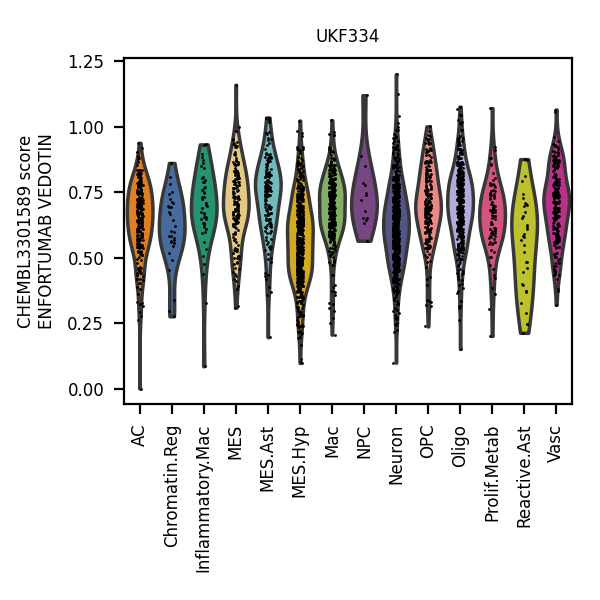 UKF334
CHEMBL3301589 score
ENFORTUMAB VEDOTIN
1.25
1.00
0.75
0.50
0.25
0.00
AC
Chromatin.Reg
Inflammatory.Mac
MES
MES.Ast
MES.Hyp
Mac
NPC
Neuron
OPC
Oligo
Prolif.Metab
Reactive.Ast
Vasc